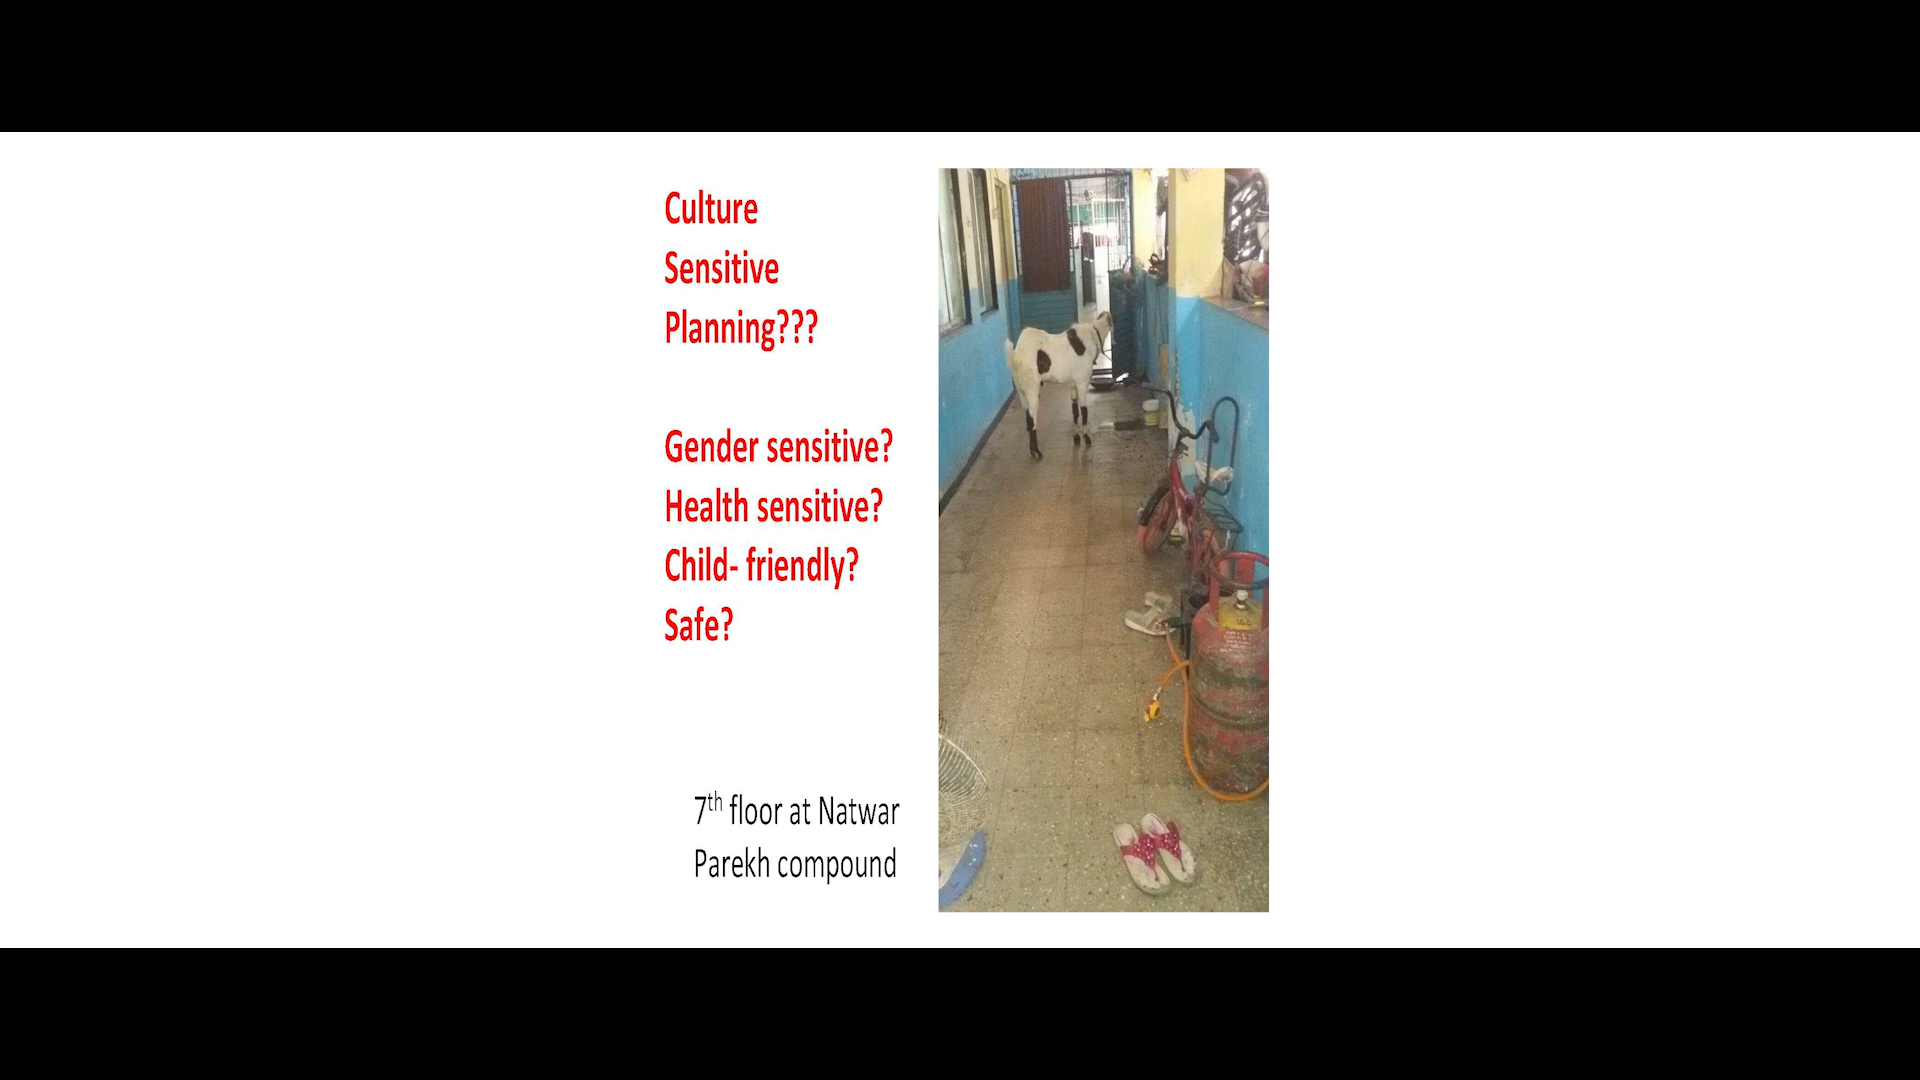 Culture
Sensitive
Planning???
Gender sensitive?
Health sensitive?
Child- friendly?
Safe?
7th floor at Natwar
Parekh compound